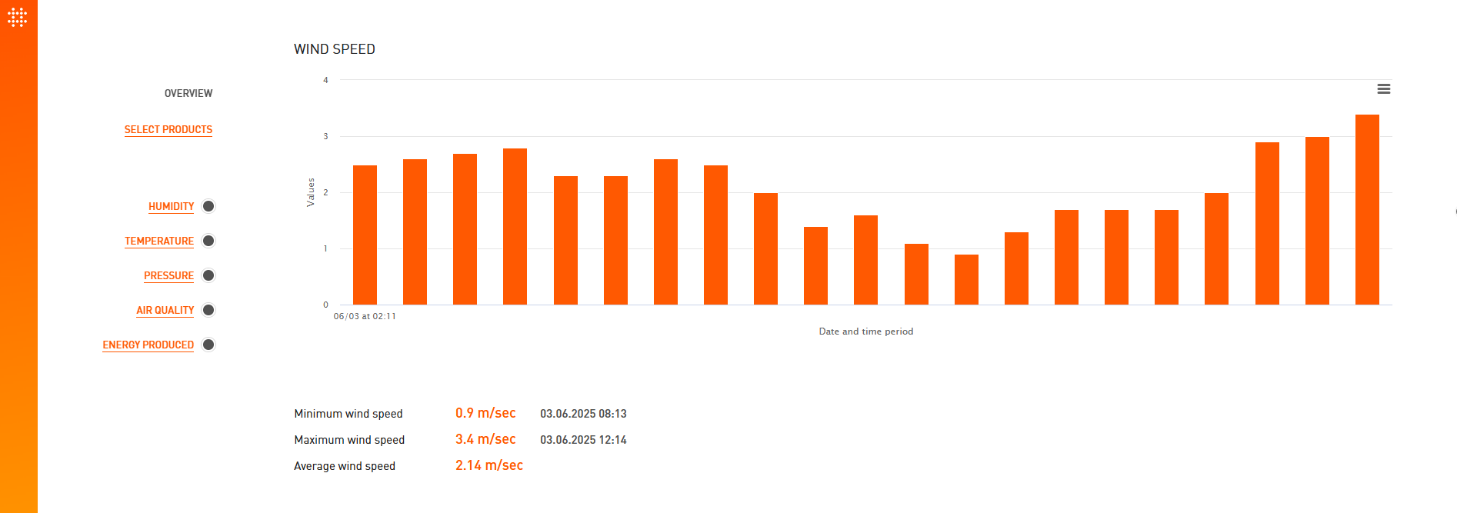 WIND SPEED
OVERVIEW
SELECT PRODUCTS
HUMIDITY
TEMPERATURE
PRESSURE
AIR QUALITY
ENERGY PRODUCED
Values
4
3
2
1
0
06/03 at 02:11
Date and time period
Minimum wind speed 0.9 m/sec 03.06.2025 08:13
Maximum wind speed 3.4 m/sec 03.06.2025 12:14
Average wind speed 2.14 m/sec